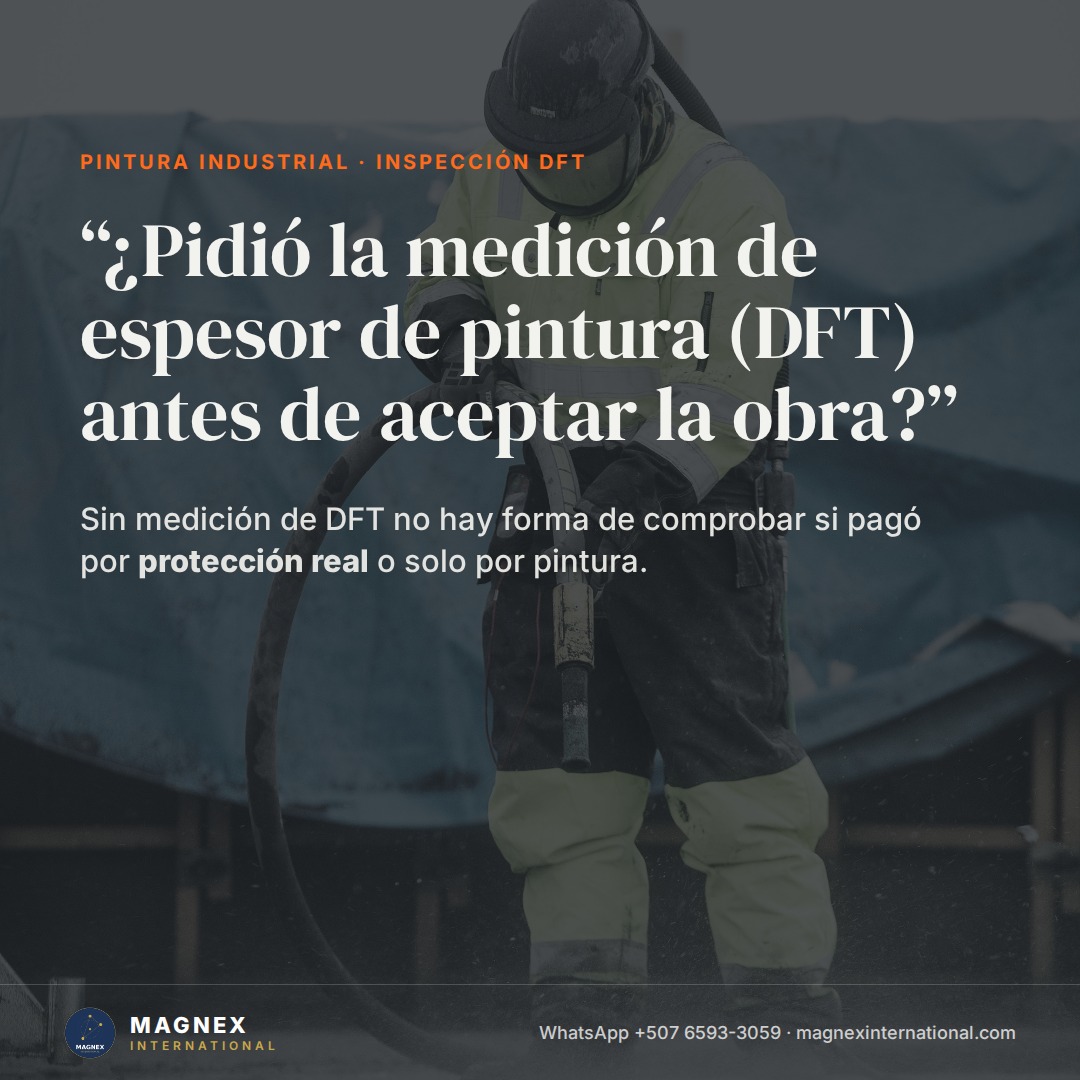 PINTURA INDUSTRIAL · INSPECCIÓN DFT
“¿Pidió la medición de
espesor de pintura (DFT)
antes de aceptar la obra?”
Sin medición de DFT no hay forma de comprobar si pagó
por protección real o solo por pintura.
MAGNEX
MAGNEX
INTERNATIONAL
WhatsApp +507 6593-3059 · magnexinternational.com